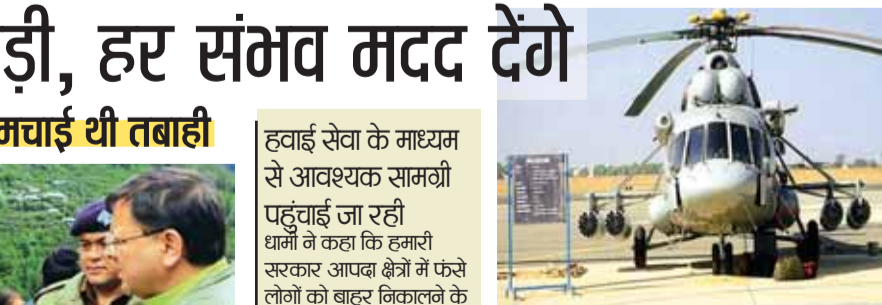 ड़ी, हर संभव मदद देंगे
मचाई थी तबाही
हवाई सेवा के माध्यम
से आवश्यक सामग्री
पहुंचाई जा रही
धामी ने कहा कि हमारी
सरकार आपदा क्षेत्रों में फंसे
लोगों को बाहर निकालने के